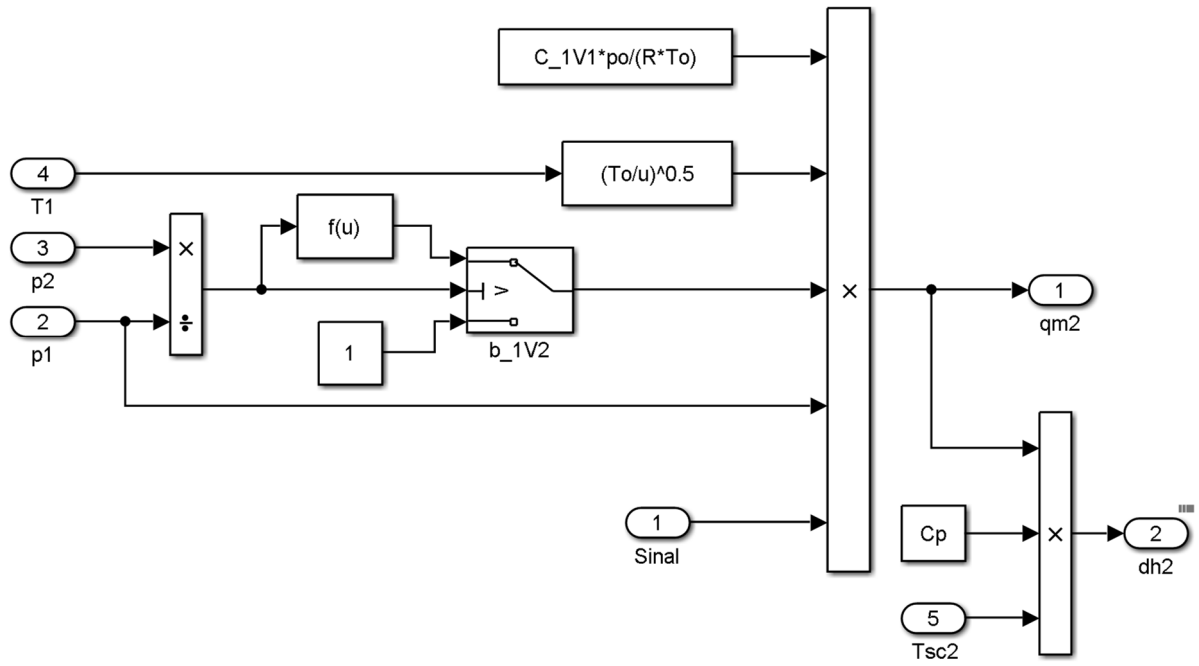 C_1V1*po/(R*To)
4
T1
(To/u)^0.5
3
p2
×
f(u)
2
p1
÷
>
1
b_1V2
×
1
qm2
1
Sinal
Cp
×
2
dh2
5
Tsc2